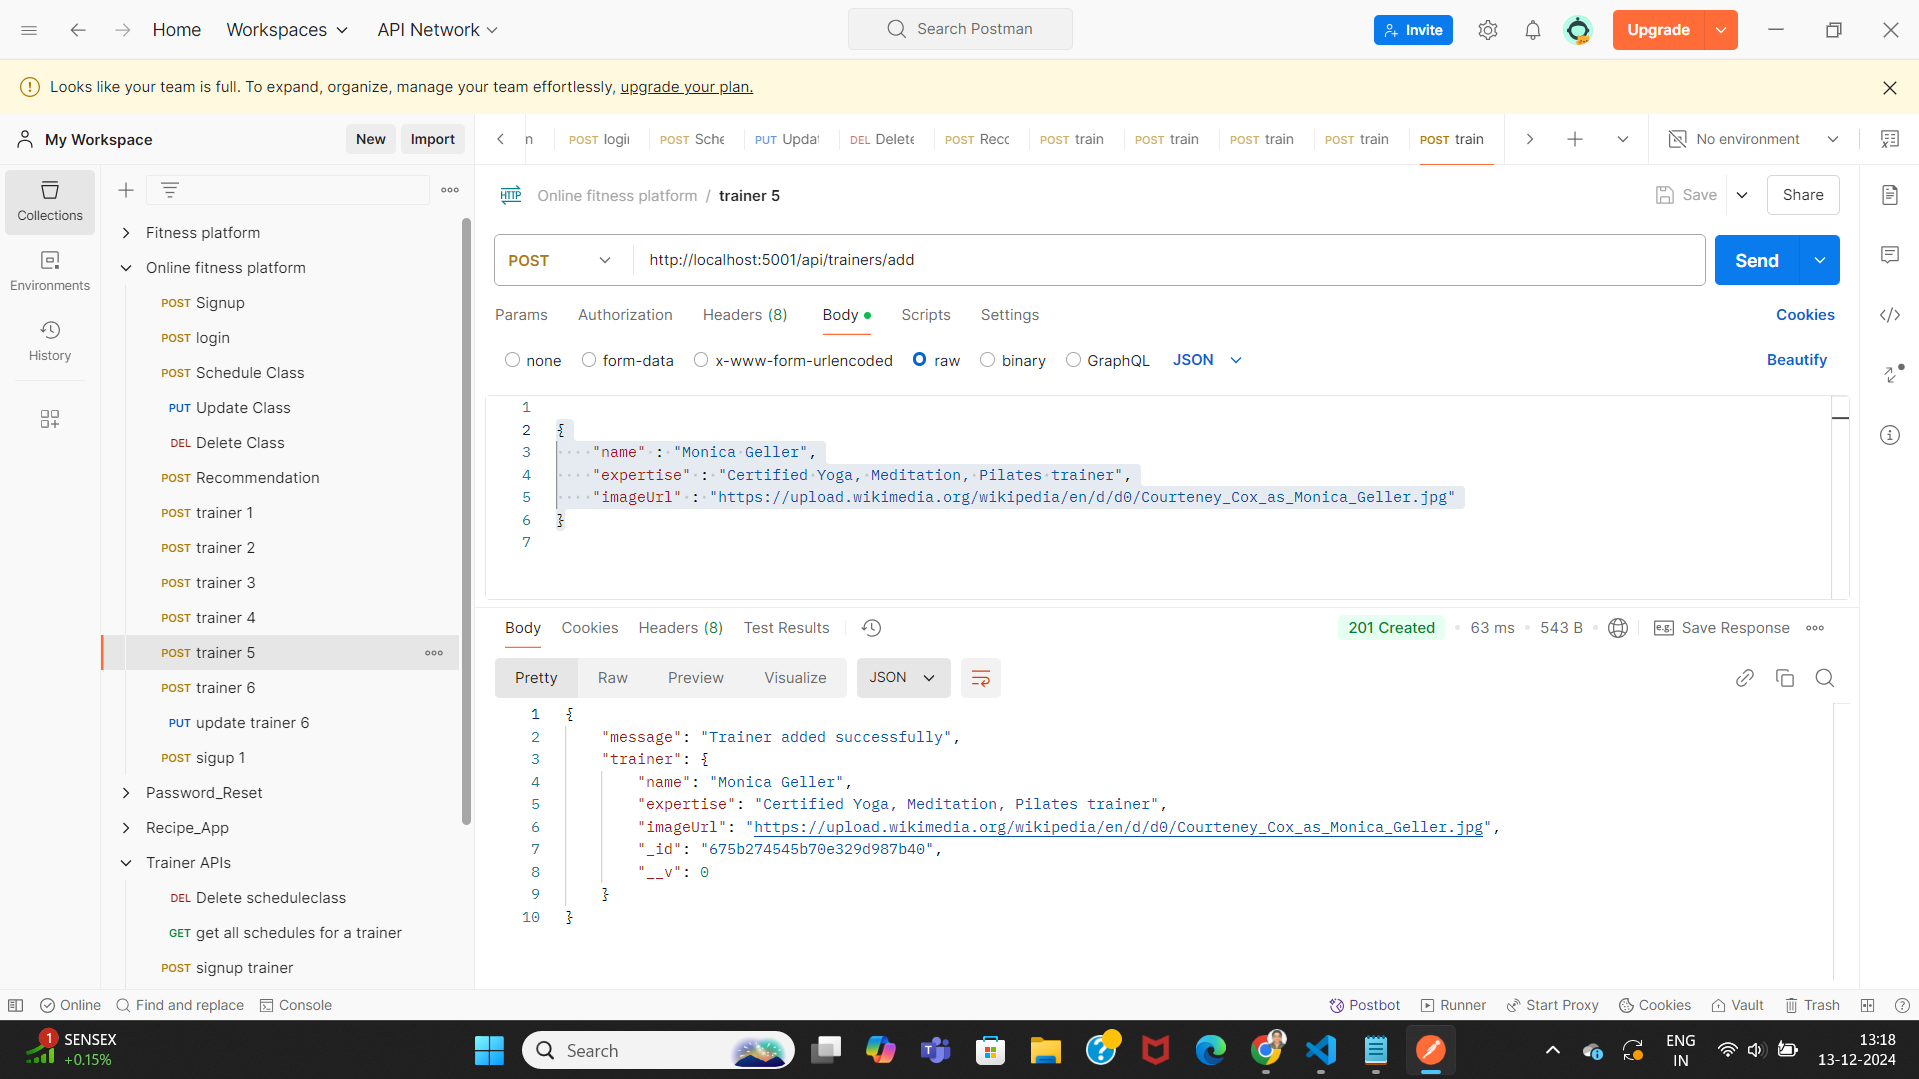 Home
Workspaces
API Network
Search Postman
Invite
Upgrade
Looks like your team is full. To expand, organize, manage your team effortlessly, upgrade your plan.
My Workspace
New
Import
n
POST login
POST Sche
PUT Updat
DEL Delete
POST Reco
POST train
POST train
POST train
POST train
POST train
No environment
Collections
Environments
History
Fitness platform
Online fitness platform
POST Signup
POST login
POST Schedule Class
PUT Update Class
DEL Delete Class
POST Recommendation
POST trainer 1
POST trainer 2
POST trainer 3
POST trainer 4
POST trainer 5
POST trainer 6
PUT update trainer 6
POST sigup 1
Password_Reset
Recipe_App
Trainer APIs
DEL Delete scheduleclass
GET get all schedules for a trainer
POST signup trainer
HTTP Online fitness platform / trainer 5
Save
Share
POST http://localhost:5001/api/trainers/add
Send
Params Authorization Headers (8) Body Scripts Settings
Cookies
none form-data x-www-form-urlencoded raw binary GraphQL JSON
Beautify
1
2 {
3 "name" : "Monica Geller",
4 "expertise" : "Certified Yoga, Meditation, Pilates trainer",
5 "imageUrl" : "https://upload.wikimedia.org/wikipedia/en/d/d0/Courteney_Cox_as_Monica_Geller.jpg"
6 }
7
Body Cookies Headers (8) Test Results
201 Created 63 ms 543 B e.g. Save Response
Pretty Raw Preview Visualize JSON
1 {
2 "message": "Trainer added successfully",
3 "trainer": {
4 "name": "Monica Geller",
5 "expertise": "Certified Yoga, Meditation, Pilates trainer",
6 "imageUrl": "https://upload.wikimedia.org/wikipedia/en/d/d0/Courteney_Cox_as_Monica_Geller.jpg",
7 "_id": "675b274545b70e329d987b40",
8 "__v": 0
9 }
10 }
Online Find and replace Console
Postbot Runner Start Proxy Cookies Vault Trash
1
SENSEX
+0.15%
Search
ENG
IN
13:18
13-12-2024